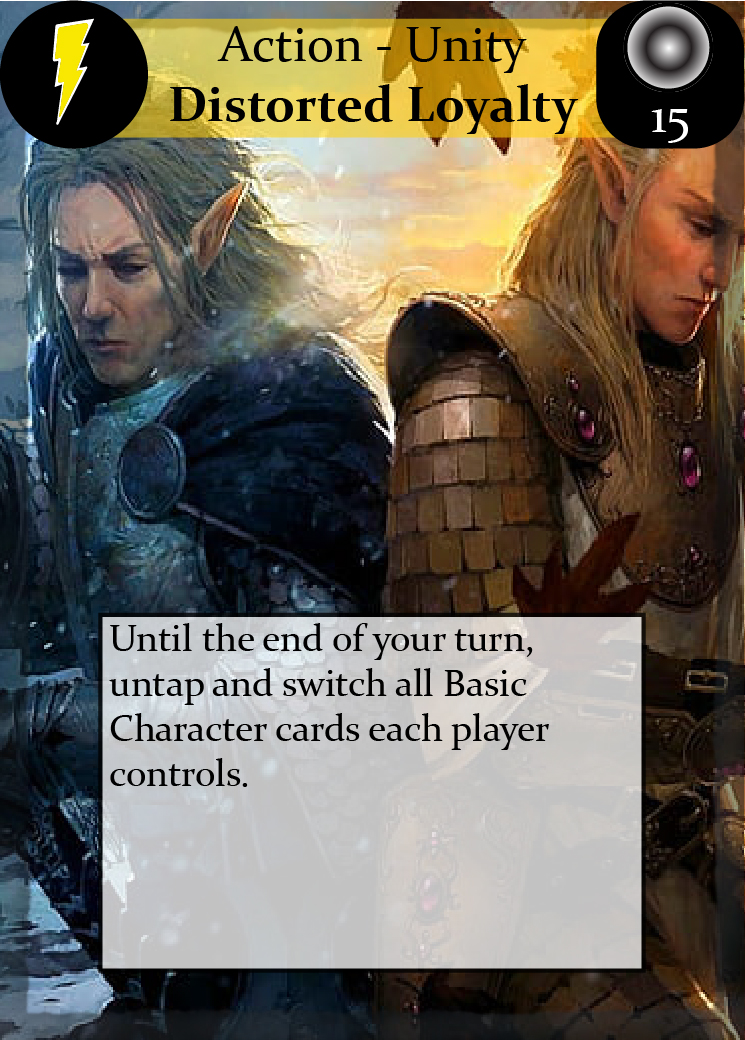 Action - Unity
Distorted Loyalty
15
Until the end of your turn,
untap and switch all Basic
Character cards each player
controls.